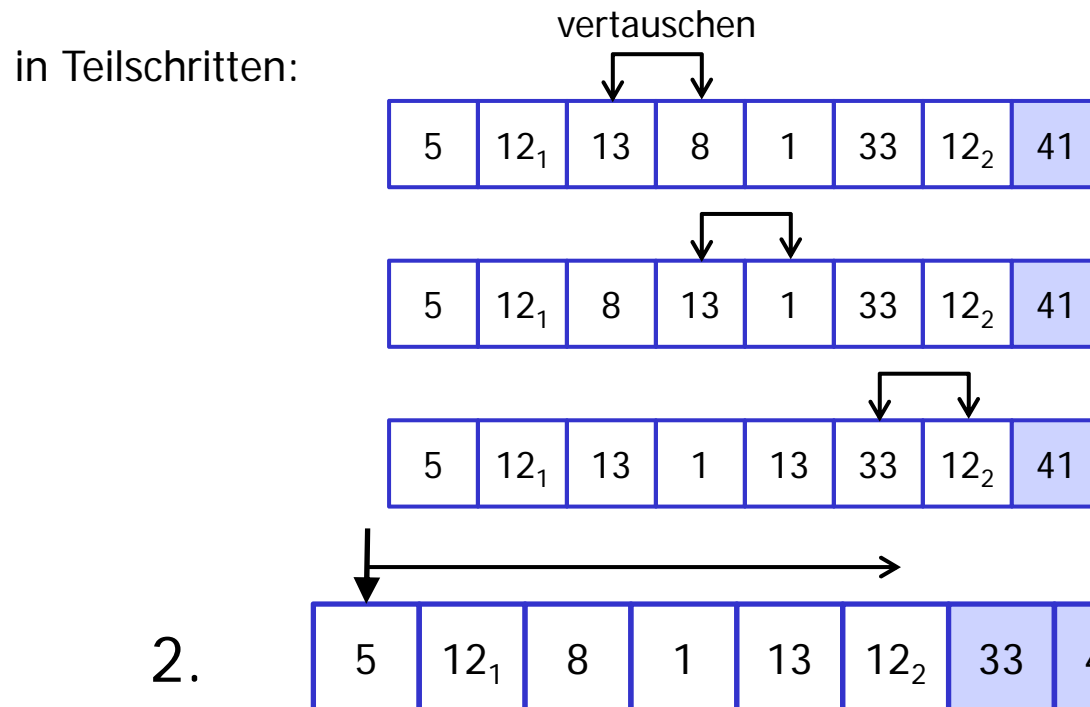 vertauschen
in Teilschritten:
5 12₁ 13 8 1 33 12₂ 41
5 12₁ 8 13 1 33 12₂ 41
5 12₁ 13 1 13 33 12₂ 41
2. 5 12₁ 8 1 13 12₂ 33